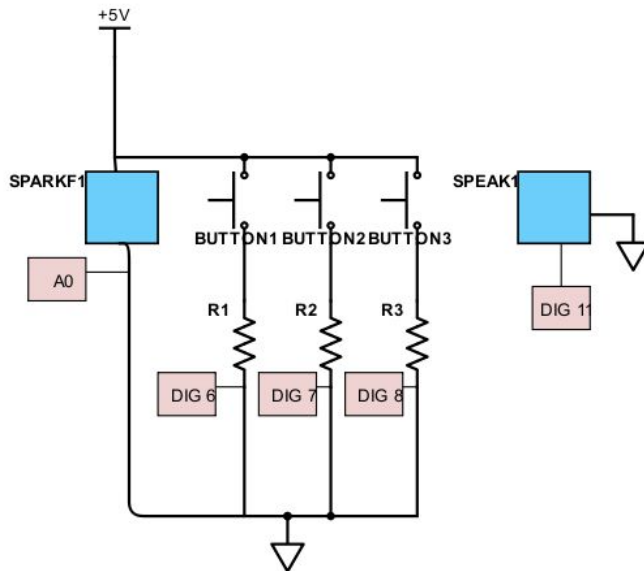 +5V
SPARKF1
SPEAK1
BUTTON1 BUTTON2 BUTTON3
A0
DIG 11
R1 R2 R3
DIG 6 DIG 7 DIG 8